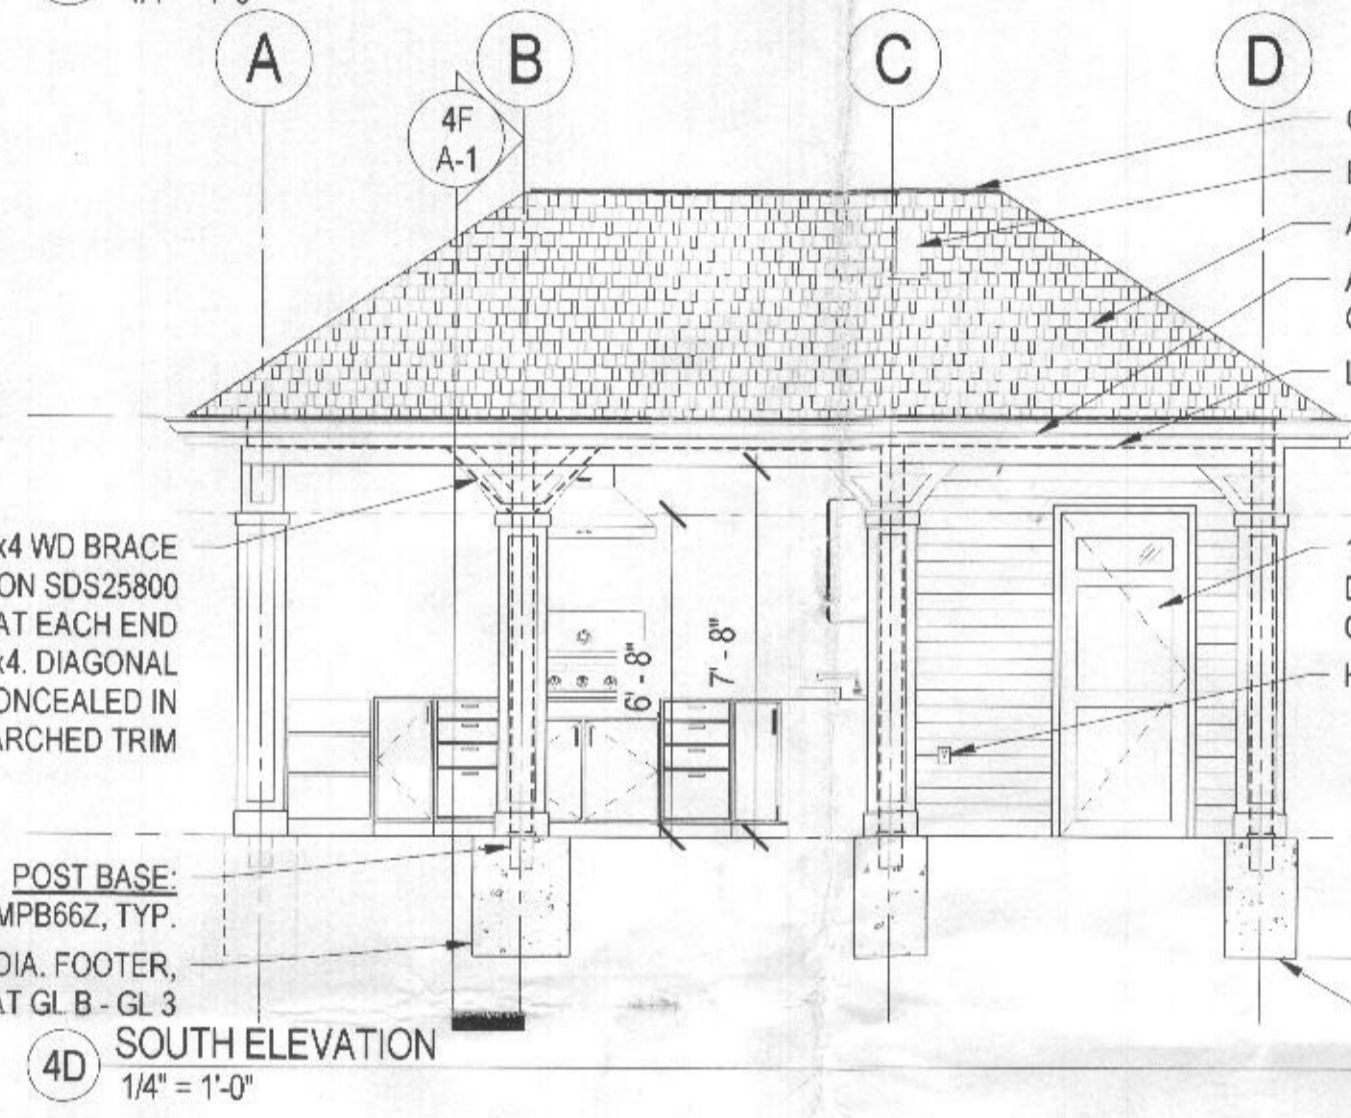 A
B
C
D
4F
A-1
x4 WD BRACE
ON SDS25800
AT EACH END
x4. DIAGONAL
ONCEALED IN
ARCHED TRIM
6' - 8"
7' - 8"
POST BASE:
MPB66Z, TYP.
DIA. FOOTER,
AT GL B - GL 3
4D
SOUTH ELEVATION
1/4" = 1'-0"